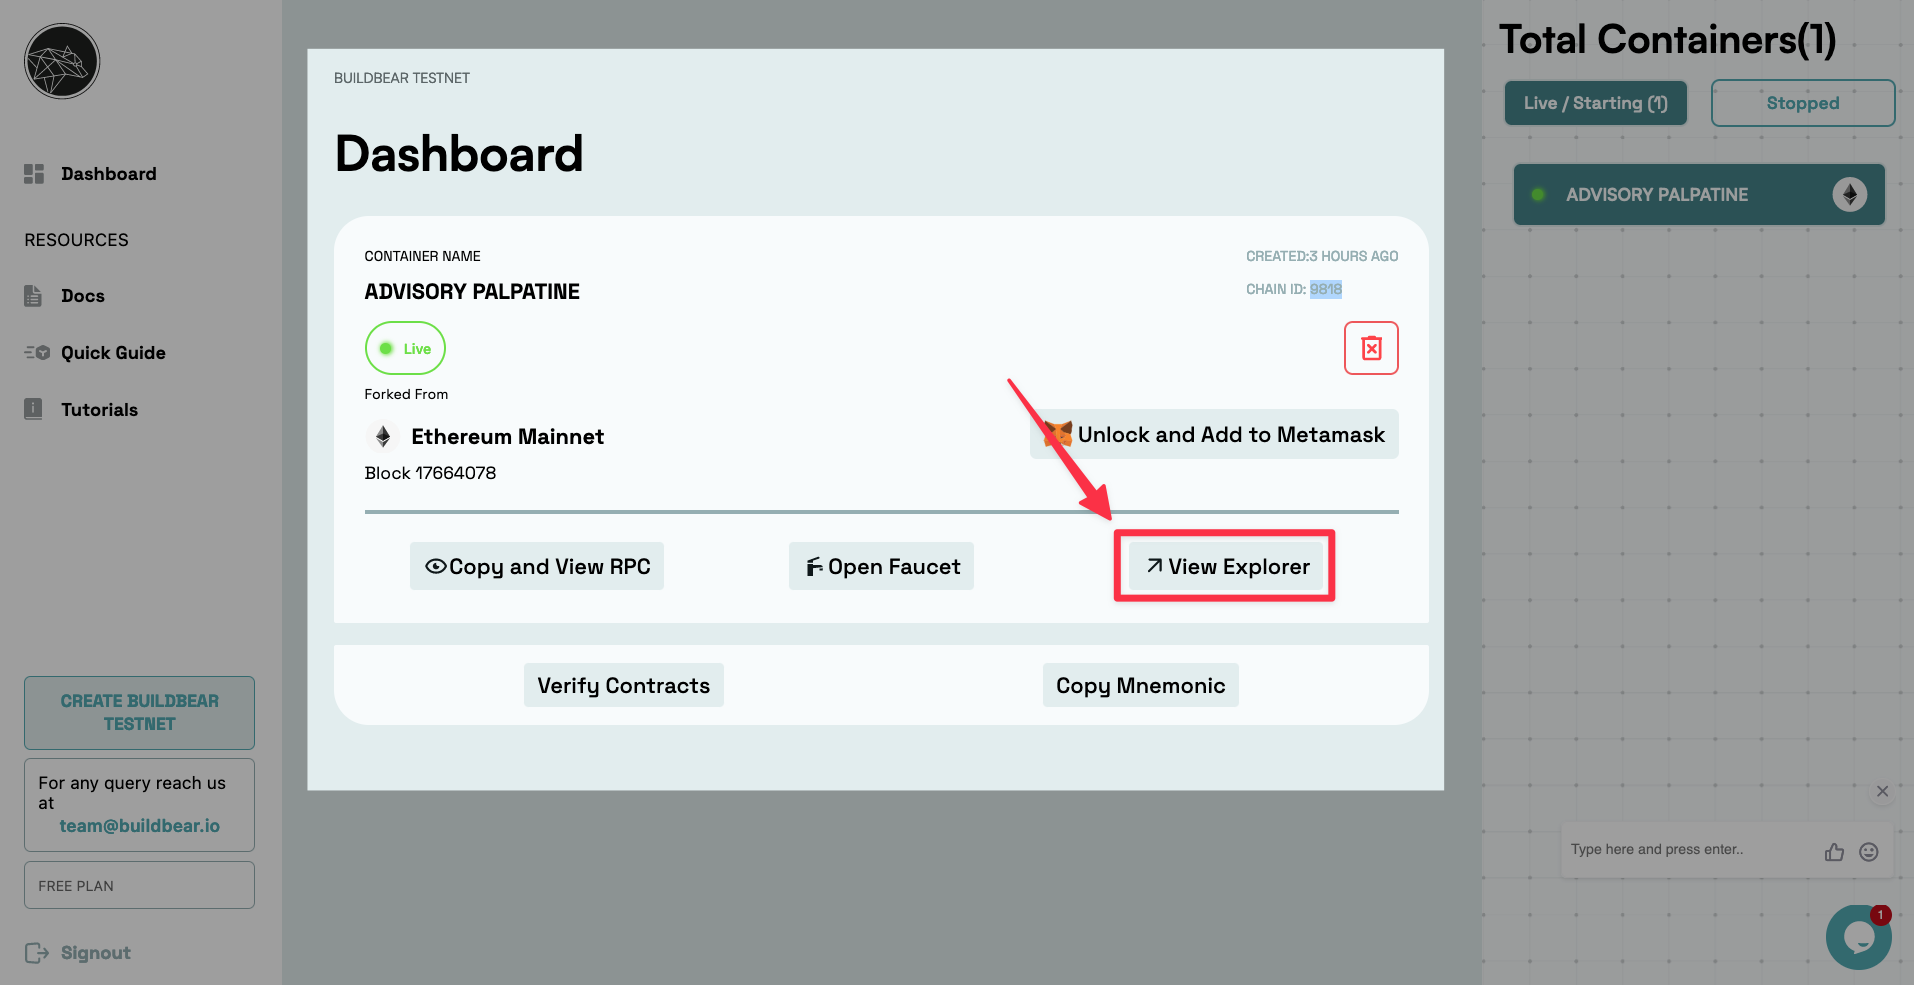 Dashboard
RESOURCES
Docs
Quick Guide
Tutorials
CREATE BUILDBEAR
TESTNET
For any query reach us
at
team@buildbear.io
FREE PLAN
Signout
BUILDBEAR TESTNET
Dashboard
CONTAINER NAME
ADVISORY PALPATINE
CREATED:3 HOURS AGO
CHAIN ID: 9818
Live
Forked From
Ethereum Mainnet
Block 17664078
Unlock and Add to Metamask
Copy and View RPC
Open Faucet
View Explorer
Verify Contracts
Copy Mnemonic
Total Containers(1)
Live / Starting (1)
Stopped
ADVISORY PALPATINE
Type here and press enter..
1